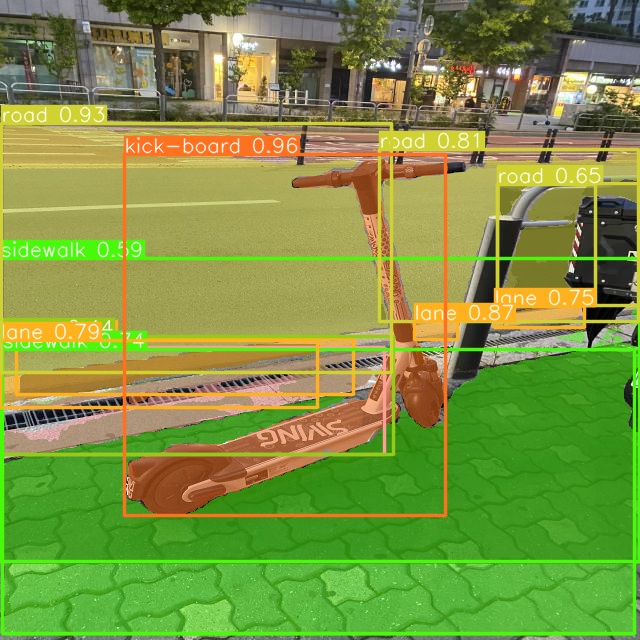 road 0.93
kick-board 0.96
road 0.81
road 0.65
sidewalk 0.59
lane 0.75
lane 0.87
lane 0.79
sidewalk 0.74
SIKING